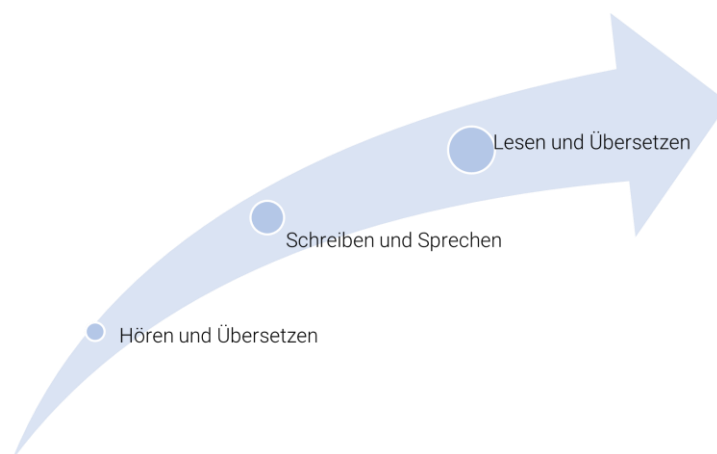 Lesen und Übersetzen
Schreiben und Sprechen
Hören und Übersetzen